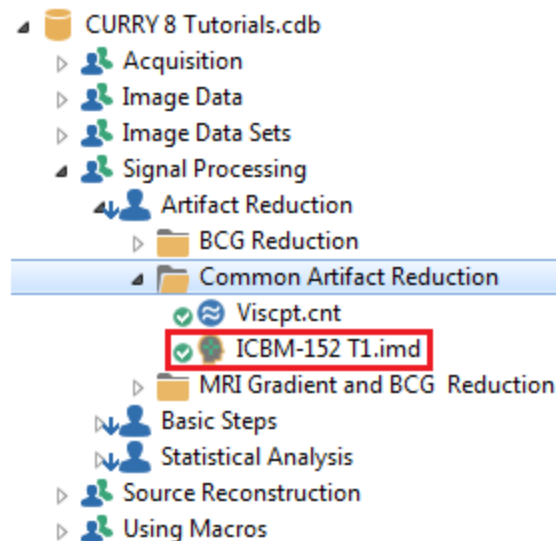 CURRY 8 Tutorials.cdb
Acquisition
Image Data
Image Data Sets
Signal Processing
Artifact Reduction
BCG Reduction
Common Artifact Reduction
Viscpt.cnt
ICBM-152 T1.imd
MRI Gradient and BCG  Reduction
Basic Steps
Statistical Analysis
Source Reconstruction
Using Macros